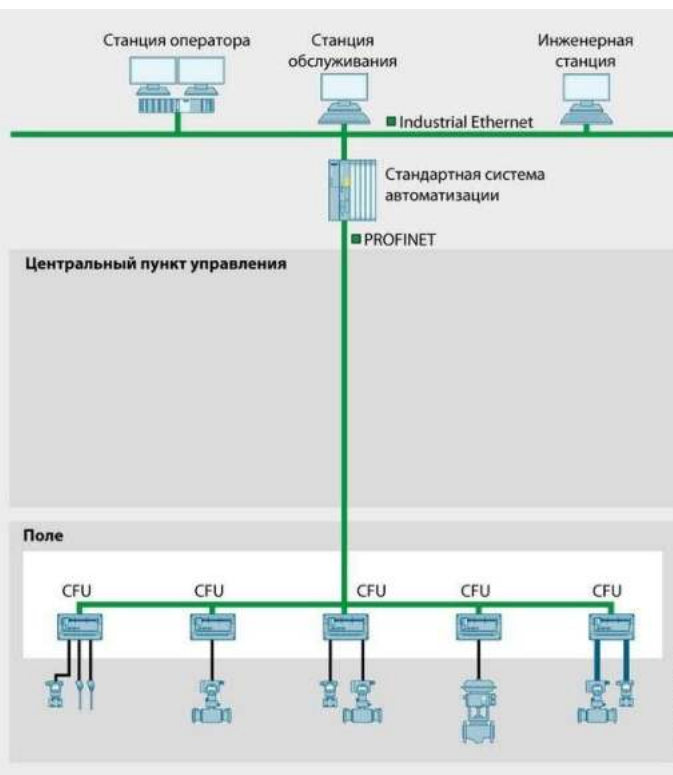 Станция оператора
Станция
обслуживания
Инженерная
станция
Industrial Ethernet
Стандартная система
автоматизации
PROFINET
Центральный пункт управления
Поле
CFU CFU CFU CFU CFU